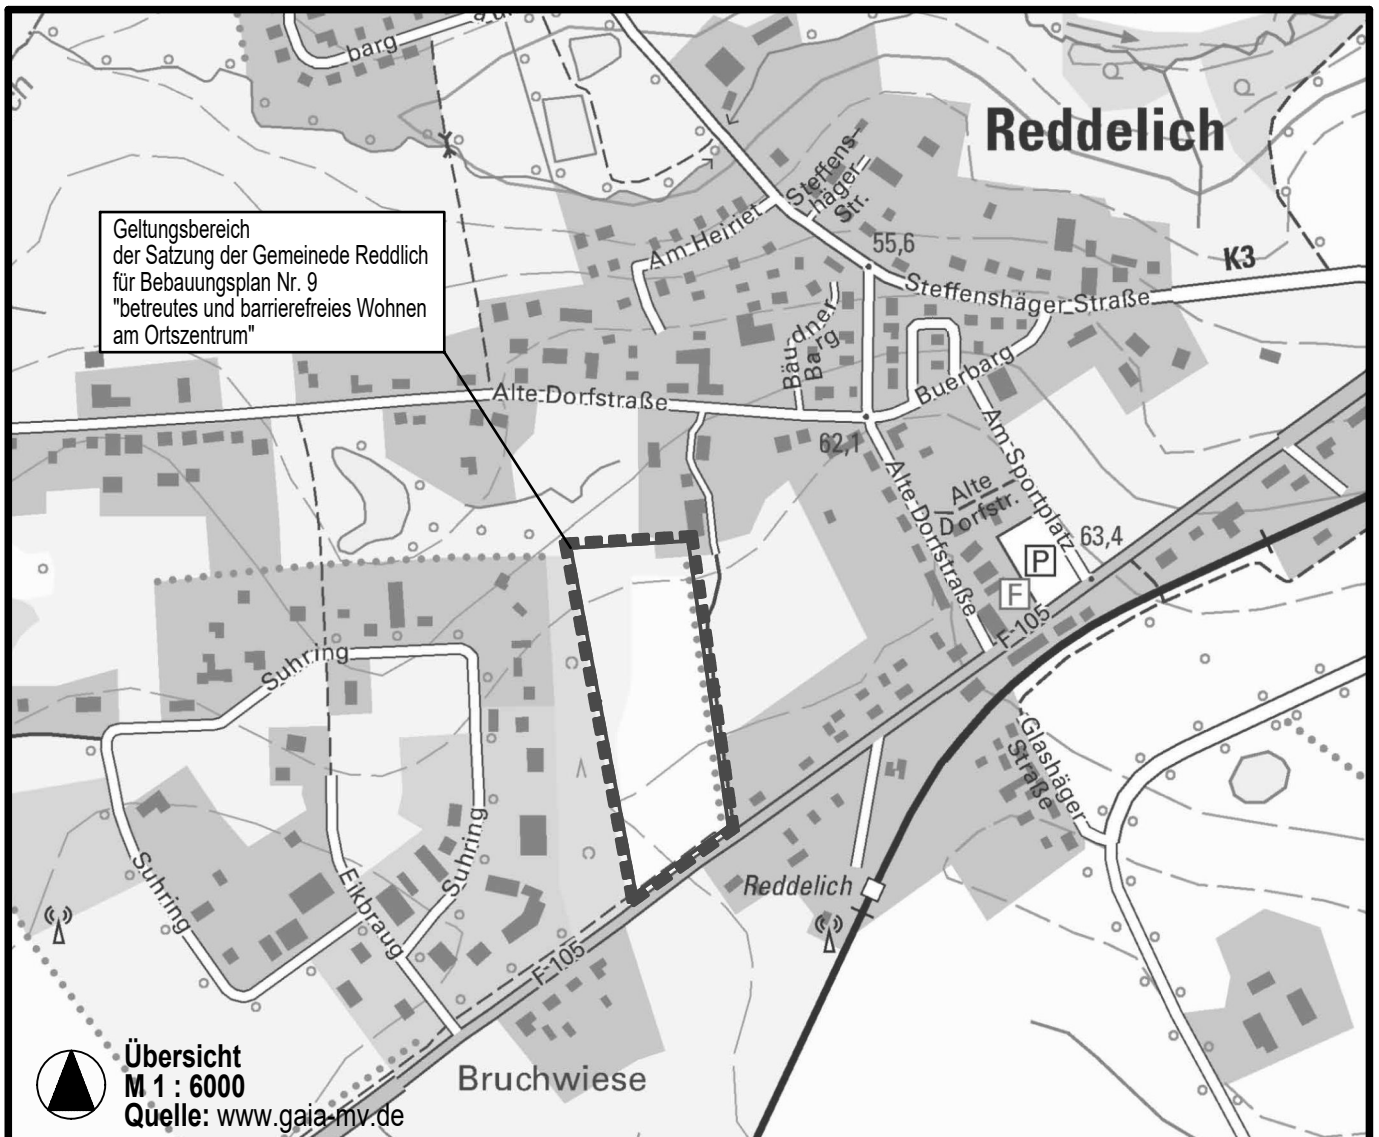 barg
Reddelich
Steffens-
häger-
Str.
Am Heiriet
55,6
K3
Geltungsbereich
der Satzung der Gemeinede Reddlich
für Bebauungsplan Nr. 9
"betreutes und barrierefreies Wohnen
am Ortszentrum"
Steffenshäger Straße
Bäudner
Barg
Buerbarg
Alte Dorfstraße
62,1
Am Sportplatz
Alte
Dorfstr.
Alte Dorfstraße
63,4
P
F
F 105
Suhring
Glashäger
Straße
Suhring
Suhring
Eikbraug
Reddelich
F 105
Bruchwiese
Übersicht
M 1 : 6000
Quelle: www.gaia-mv.de